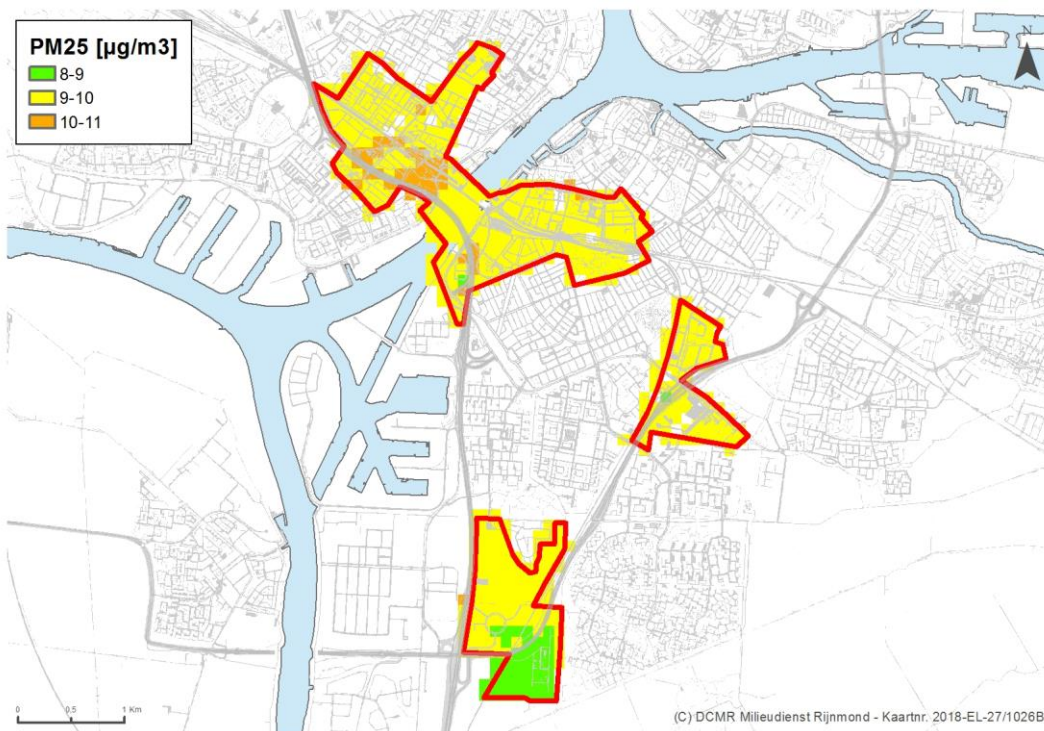 PM25 [µg/m3]
8-9
9-10
10-11
N
0 0,5 1 Km
(C) DCMR Milieudienst Rijnmond - Kaartnr. 2018-EL-27/1026B